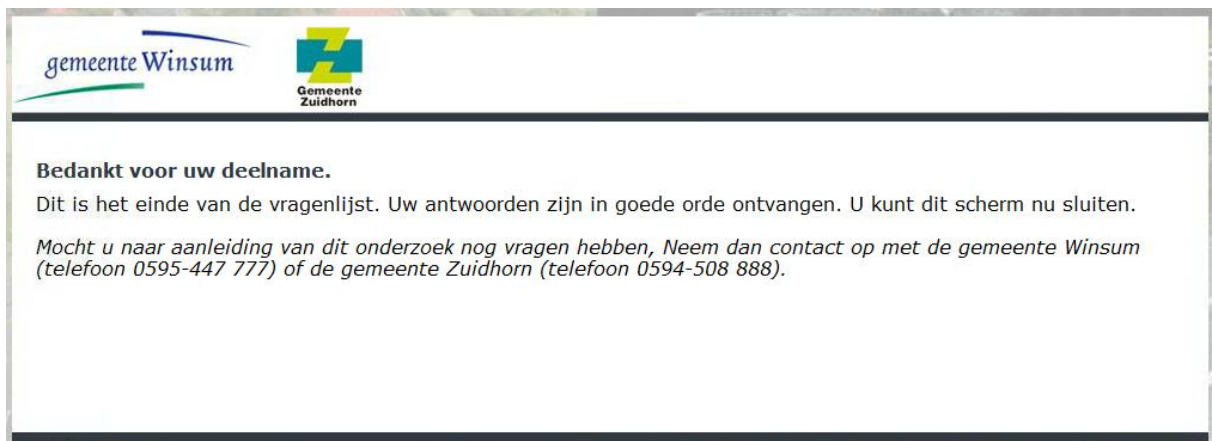 gemeente Winsum
Gemeente
Zuidhorn
Bedankt voor uw deelname.
Dit is het einde van de vragenlijst. Uw antwoorden zijn in goede orde ontvangen. U kunt dit scherm nu sluiten.
Mocht u naar aanleiding van dit onderzoek nog vragen hebben, Neem dan contact op met de gemeente Winsum
(telefoon 0595-447 777) of de gemeente Zuidhorn (telefoon 0594-508 888).